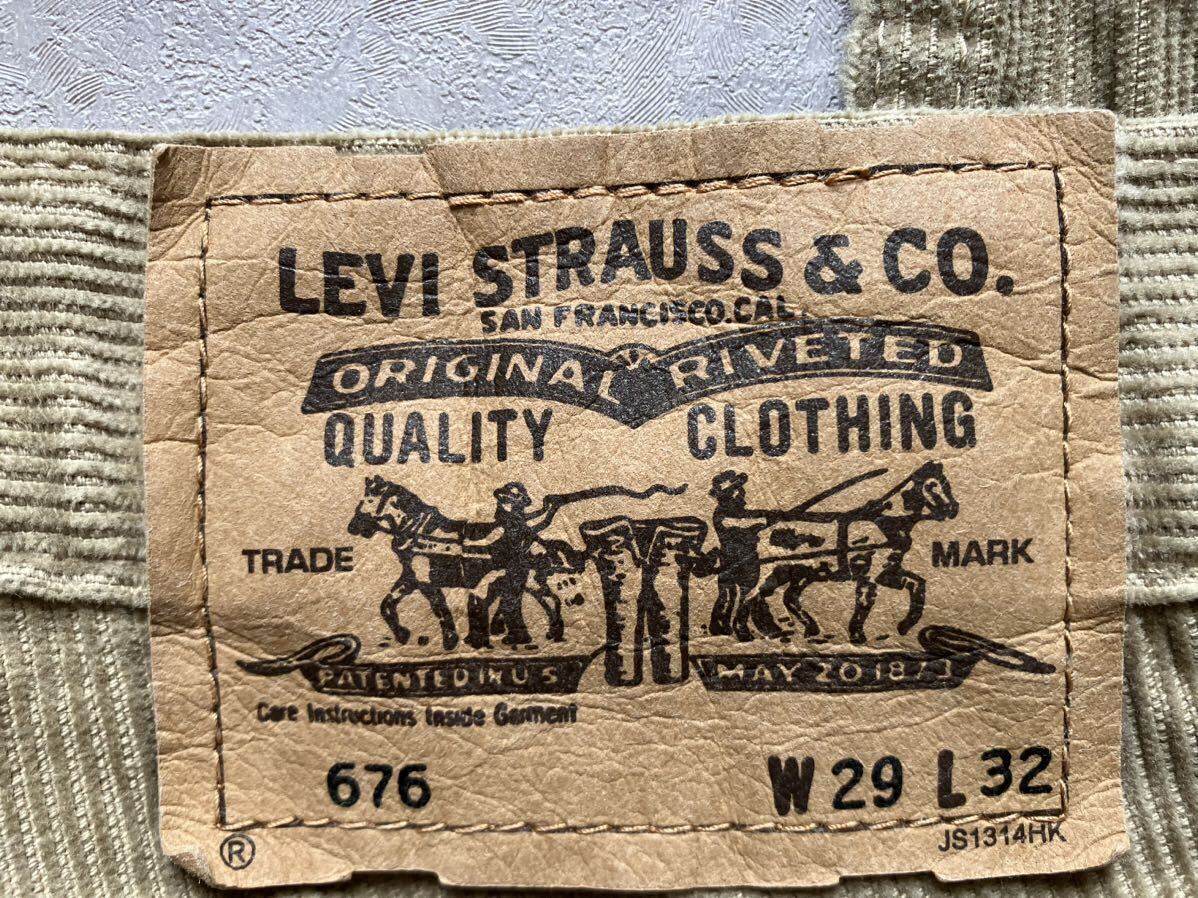 LEVI STRAUSS & CO.
SAN FRANCISCO.CAL.
ORIGINAL RIVETED
QUALITY CLOTHING
TRADE MARK
PATENTED IN U S MAY 20 1873
Care Instructions Inside Garment
676 W 29 L 32
® JS1314HK